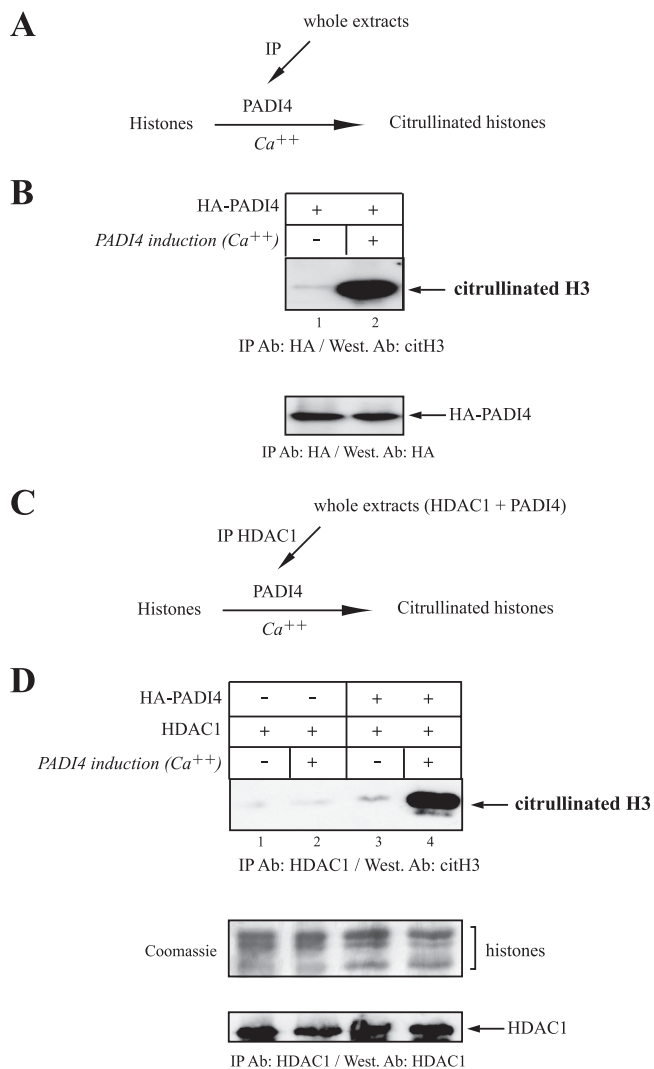 A
whole extracts
IP
PADI4
Histones
Citrullinated histones
Ca++
B
HA-PADI4 + +
PADI4 induction (Ca++) - +
citrullinated H3
1 2
IP Ab: HA / West. Ab: citH3
HA-PADI4
IP Ab: HA / West. Ab: HA
C
whole extracts (HDAC1 + PADI4)
IP HDAC1
PADI4
Histones
Citrullinated histones
Ca++
D
HA-PADI4 - - + +
HDAC1 + + + +
PADI4 induction (Ca++) - + - +
citrullinated H3
1 2 3 4
IP Ab: HDAC1 / West. Ab: citH3
Coomassie
histones
HDAC1
IP Ab: HDAC1 / West. Ab: HDAC1